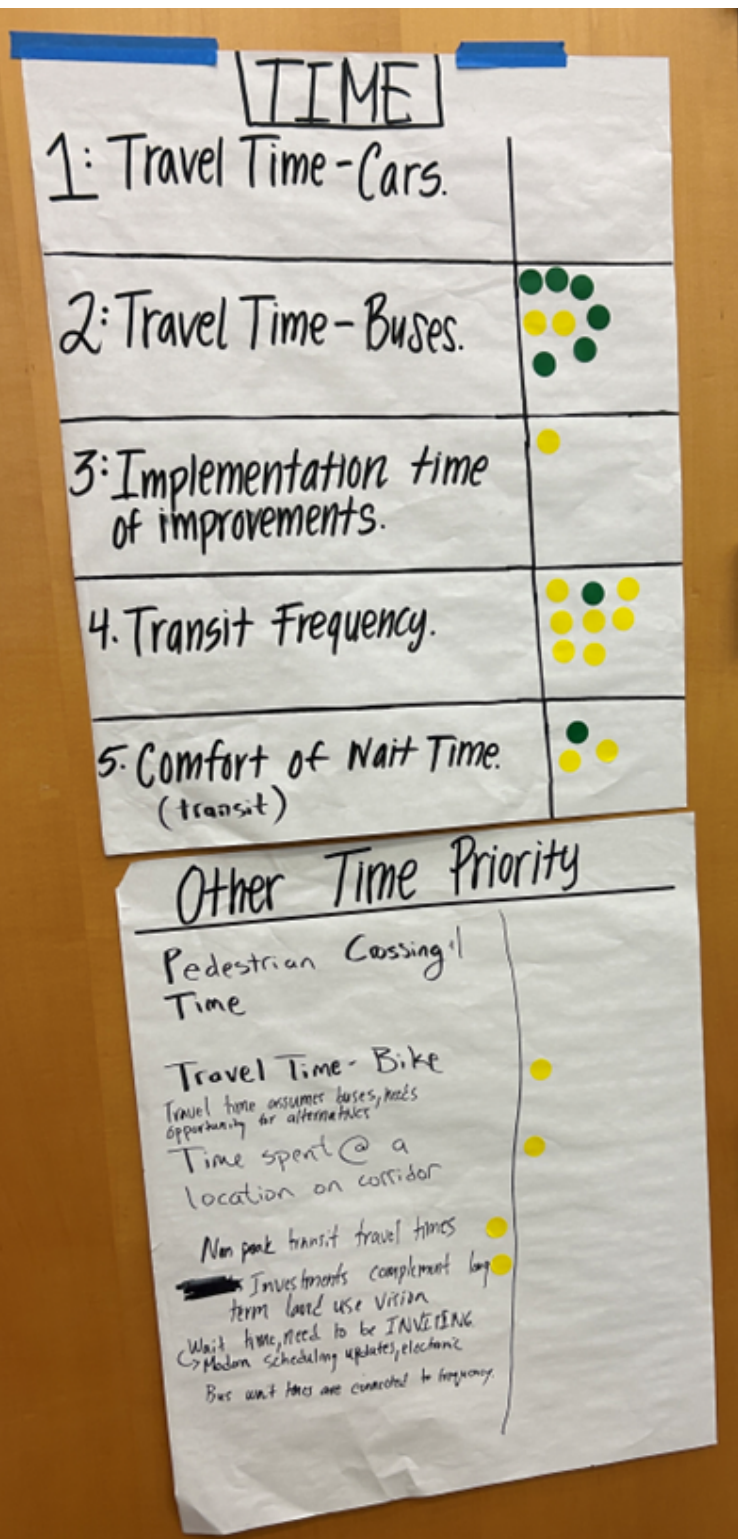 TIME
1: Travel Time - Cars.
2: Travel Time - Buses.
3: Implementation time
of improvements.
4. Transit Frequency.
5. Comfort of Wait Time.
(transit)
Other Time Priority
Pedestrian Crossing
Time
Travel Time - Bike
Travel time assumes buses, needs
opportunity for alternatives
Time spent @ a
location on corridor
Non peak transit travel times
Investments complement long
term land use vision
Wait time, need to be INVITING
→ Modern scheduling updates, electronic
Bus wait times are connected to frequency.